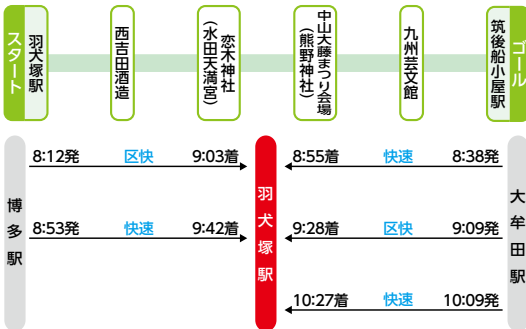 スタート
羽犬塚駅
西吉田酒造
恋木神社
(水田天満宮)
中山大藤まつり会場
(熊野神社)
九州芸文館
筑後船小屋駅
ゴール
博多駅
8:12発 区快 9:03着
8:53発 快速 9:42着
羽犬塚駅
8:55着 快速 8:38発
9:28着 区快 9:09発
10:27着 快速 10:09発
大牟田駅